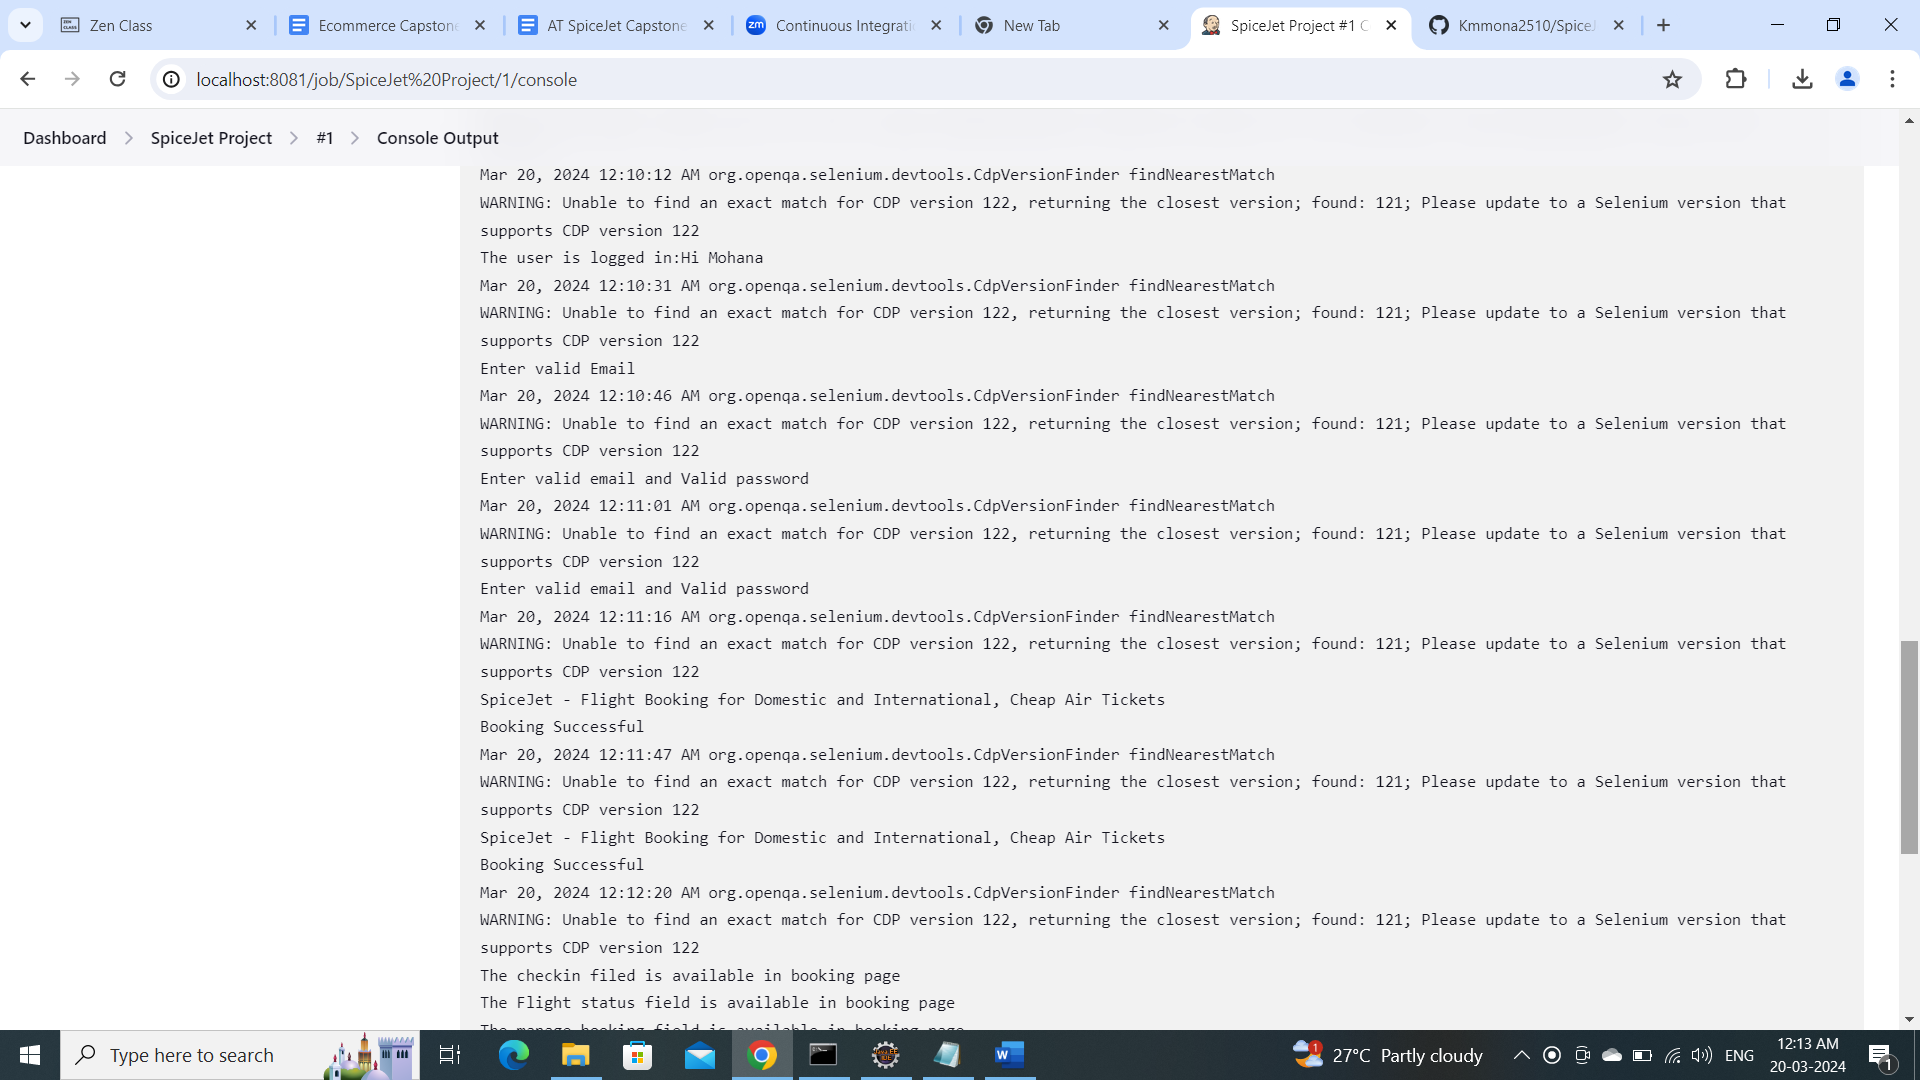 Zen Class
Ecommerce Capstone
AT SpiceJet Capstone
zm
Continuous Integrati
New Tab
SpiceJet Project #1 C
Kmmona2510/SpiceJ
localhost:8081/job/SpiceJet%20Project/1/console
Dashboard
SpiceJet Project
#1
Console Output
Mar 20, 2024 12:10:12 AM org.openqa.selenium.devtools.CdpVersionFinder findNearestMatch
WARNING: Unable to find an exact match for CDP version 122, returning the closest version; found: 121; Please update to a Selenium version that
supports CDP version 122
The user is logged in:Hi Mohana
Mar 20, 2024 12:10:31 AM org.openqa.selenium.devtools.CdpVersionFinder findNearestMatch
WARNING: Unable to find an exact match for CDP version 122, returning the closest version; found: 121; Please update to a Selenium version that
supports CDP version 122
Enter valid Email
Mar 20, 2024 12:10:46 AM org.openqa.selenium.devtools.CdpVersionFinder findNearestMatch
WARNING: Unable to find an exact match for CDP version 122, returning the closest version; found: 121; Please update to a Selenium version that
supports CDP version 122
Enter valid email and Valid password
Mar 20, 2024 12:11:01 AM org.openqa.selenium.devtools.CdpVersionFinder findNearestMatch
WARNING: Unable to find an exact match for CDP version 122, returning the closest version; found: 121; Please update to a Selenium version that
supports CDP version 122
Enter valid email and Valid password
Mar 20, 2024 12:11:16 AM org.openqa.selenium.devtools.CdpVersionFinder findNearestMatch
WARNING: Unable to find an exact match for CDP version 122, returning the closest version; found: 121; Please update to a Selenium version that
supports CDP version 122
SpiceJet - Flight Booking for Domestic and International, Cheap Air Tickets
Booking Successful
Mar 20, 2024 12:11:47 AM org.openqa.selenium.devtools.CdpVersionFinder findNearestMatch
WARNING: Unable to find an exact match for CDP version 122, returning the closest version; found: 121; Please update to a Selenium version that
supports CDP version 122
SpiceJet - Flight Booking for Domestic and International, Cheap Air Tickets
Booking Successful
Mar 20, 2024 12:12:20 AM org.openqa.selenium.devtools.CdpVersionFinder findNearestMatch
WARNING: Unable to find an exact match for CDP version 122, returning the closest version; found: 121; Please update to a Selenium version that
supports CDP version 122
The checkin filed is available in booking page
The Flight status field is available in booking page
The manage booking field is available in booking page
Type here to search
1
27°C Partly cloudy
ENG
12:13 AM
20-03-2024
1